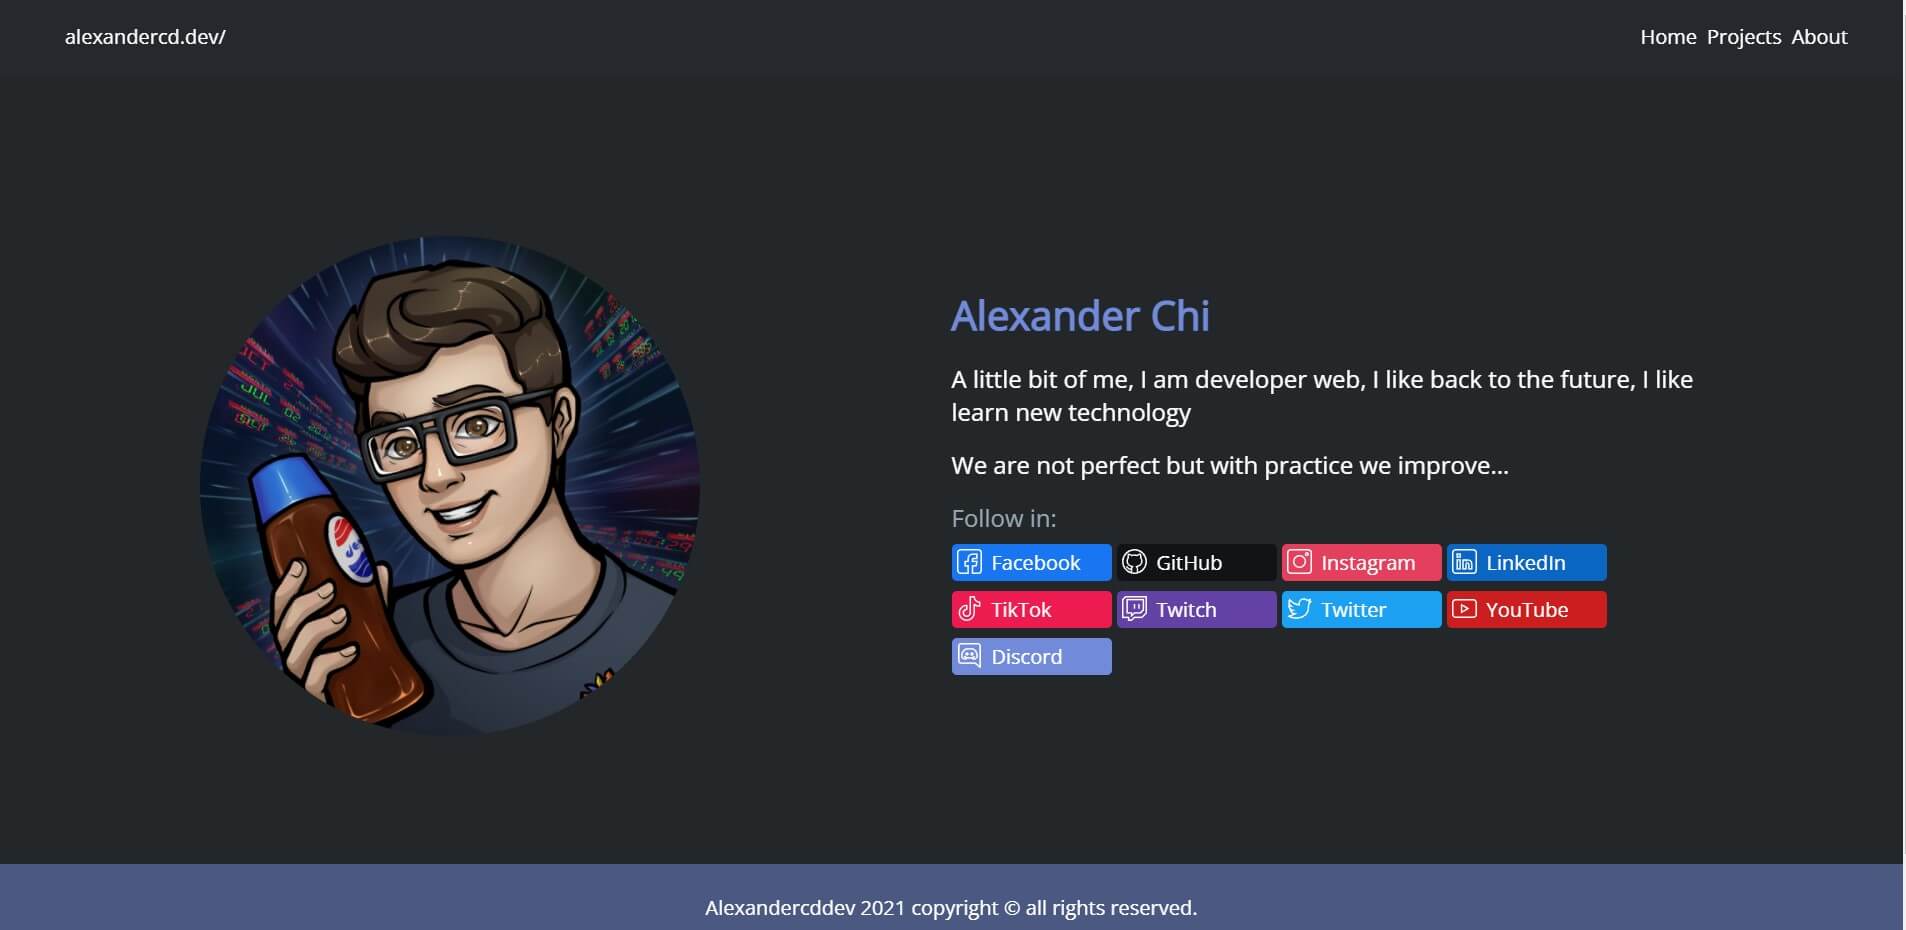 alexandercd.dev/
Home Projects About
Alexander Chi
A little bit of me, I am developer web, I like back to the future, I like
learn new technology
We are not perfect but with practice we improve...
Follow in:
Facebook GitHub Instagram LinkedIn
TikTok Twitch Twitter YouTube
Discord
Alexandercddev 2021 copyright © all rights reserved.